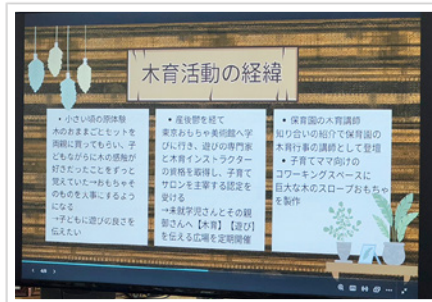 木育活動の経緯
• 小さい頃の原体験
木のおままごとセットを
両親に買ってもらい、子
どもながらに木の感触が
好きだったことをずっと
覚えていた→おもちゃそ
のものを人事にするよう
になる
→子どもに遊びの良さを
伝えたい
• 産後鬱を経て
東京おもちゃ美術館へ学
びに行き、遊びの専門家
と木育インストラクター
の資格を取得し、子育て
サロンを主宰する認定を
受ける
→未就学児さんとその親
御さんへ【木育】【遊び】
を伝える広場を定期開催
• 保育園の木育講師
知り合いの紹介で保育園の
木育行事の講師として登壇
• 子育てママ向けの
コワーキングスペースに
巨大な木のスロープおもちゃ
を製作